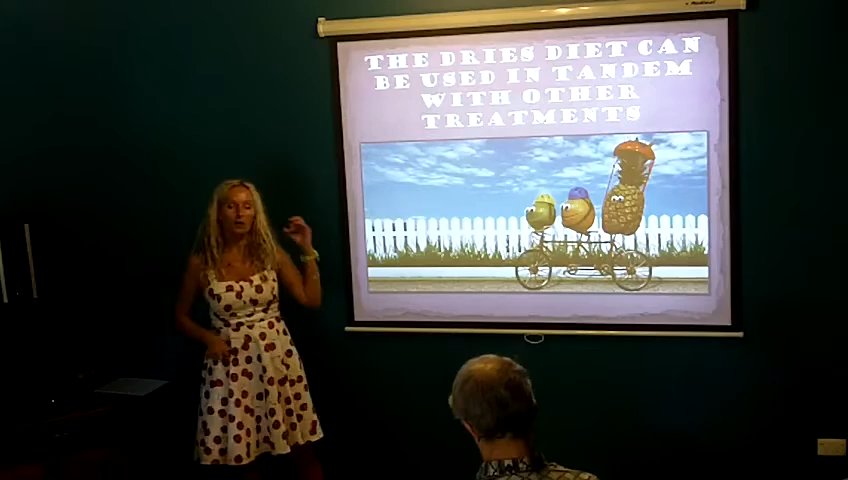 THE DRIES DIET CAN
BE USED IN TANDEM
WITH OTHER
TREATMENTS